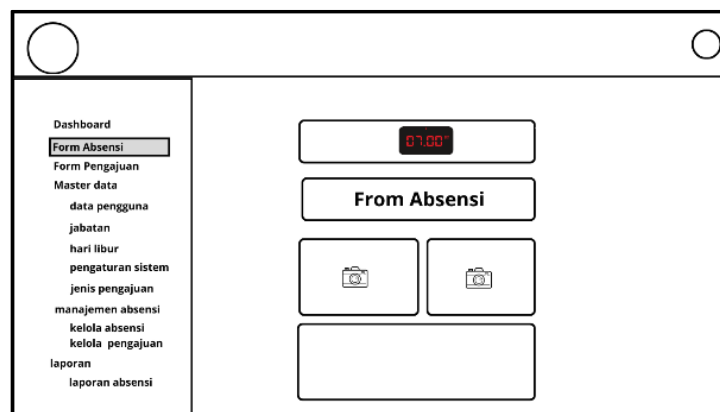 Dashboard
Form Absensi
Form Pengajuan
Master data
data pengguna
jabatan
hari libur
pengaturan sistem
jenis pengajuan
manajemen absensi
kelola absensi
kelola pengajuan
laporan
laporan absensi
07.00
From Absensi